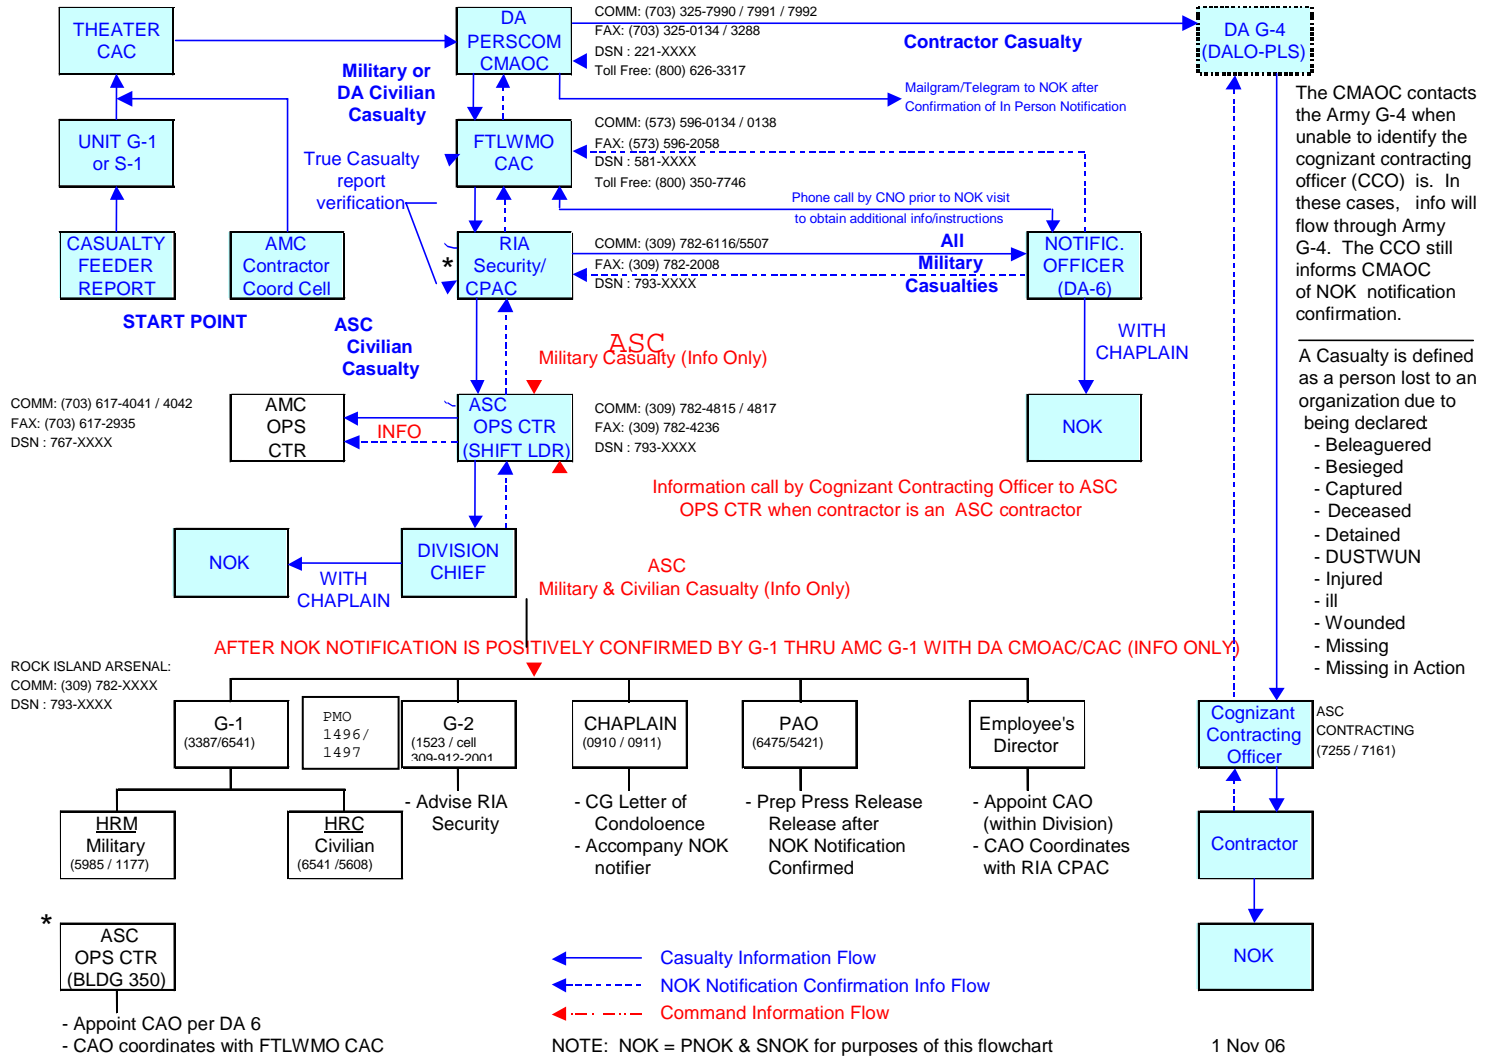 THEATER
CAC
DA
PERSCOM
CMAOC
COMM: (703) 325-7990 / 7991 / 7992
FAX: (703) 325-0134 / 3288
DSN : 221-XXXX
Toll Free: (800) 626-3317
Contractor Casualty
DA G-4
(DALO-PLS)
Military or
DA Civilian
Casualty
Mailgram/Telegram to NOK after
Confirmation of In Person Notification
The CMAOC contacts
the Army G-4 when
unable to identify the
cognizant contracting
officer (CCO) is. In
these cases, info will
flow through Army
G-4. The CCO still
informs CMAOC
of NOK notification
confirmation.
UNIT G-1
or S-1
True Casualty
report
verification
FTLWMO
CAC
COMM: (573) 596-0134 / 0138
FAX: (573) 596-2058
DSN : 581-XXXX
Toll Free: (800) 350-7746
Phone call by CNO prior to NOK visit
to obtain additional info/instructions
CASUALTY
FEEDER
REPORT
AMC
Contractor
Coord Cell
*
RIA
Security/
CPAC
COMM: (309) 782-6116/5507
FAX: (309) 782-2008
DSN : 793-XXXX
All
Military
Casualties
NOTIFIC.
OFFICER
(DA-6)
START POINT
ASC
Civilian
Casualty
ASC
Military Casualty (Info Only)
WITH
CHAPLAIN
A Casualty is defined
as a person lost to an
organization due to
being declared:
- Beleaguered
- Besieged
- Captured
- Deceased
- Detained
- DUSTWUN
- Injured
- ill
- Wounded
- Missing
- Missing in Action
COMM: (703) 617-4041 / 4042
FAX: (703) 617-2935
DSN : 767-XXXX
AMC
OPS
CTR
INFO
ASC
OPS CTR
(SHIFT LDR)
COMM: (309) 782-4815 / 4817
FAX: (309) 782-4236
DSN : 793-XXXX
NOK
Information call by Cognizant Contracting Officer to ASC
OPS CTR when contractor is an ASC contractor
NOK
WITH
CHAPLAIN
DIVISION
CHIEF
ASC
Military & Civilian Casualty (Info Only)
AFTER NOK NOTIFICATION IS POSITIVELY CONFIRMED BY G-1 THRU AMC G-1 WITH DA CMOAC/CAC (INFO ONLY)
ROCK ISLAND ARSENAL:
COMM: (309) 782-XXXX
DSN : 793-XXXX
G-1
(3387/6541)
PMO
1496/
1497
G-2
(1523 / cell
309-912-2001
CHAPLAIN
(0910 / 0911)
PAO
(6475/5421)
Employee's
Director
Cognizant
Contracting
Officer
ASC
CONTRACTING
(7255 / 7161)
HRM
Military
(5985 / 1177)
HRC
Civilian
(6541 /5608)
- Advise RIA
Security
- CG Letter of
Condoloence
- Accompany NOK
notifier
- Prep Press Release
Release after
NOK Notification
Confirmed
- Appoint CAO
(within Division)
- CAO Coordinates
with RIA CPAC
Contractor
NOK
*
ASC
OPS CTR
(BLDG 350)
- Appoint CAO per DA 6
- CAO coordinates with FTLWMO CAC
Casualty Information Flow
NOK Notification Confirmation Info Flow
Command Information Flow
NOTE: NOK = PNOK & SNOK for purposes of this flowchart
1 Nov 06